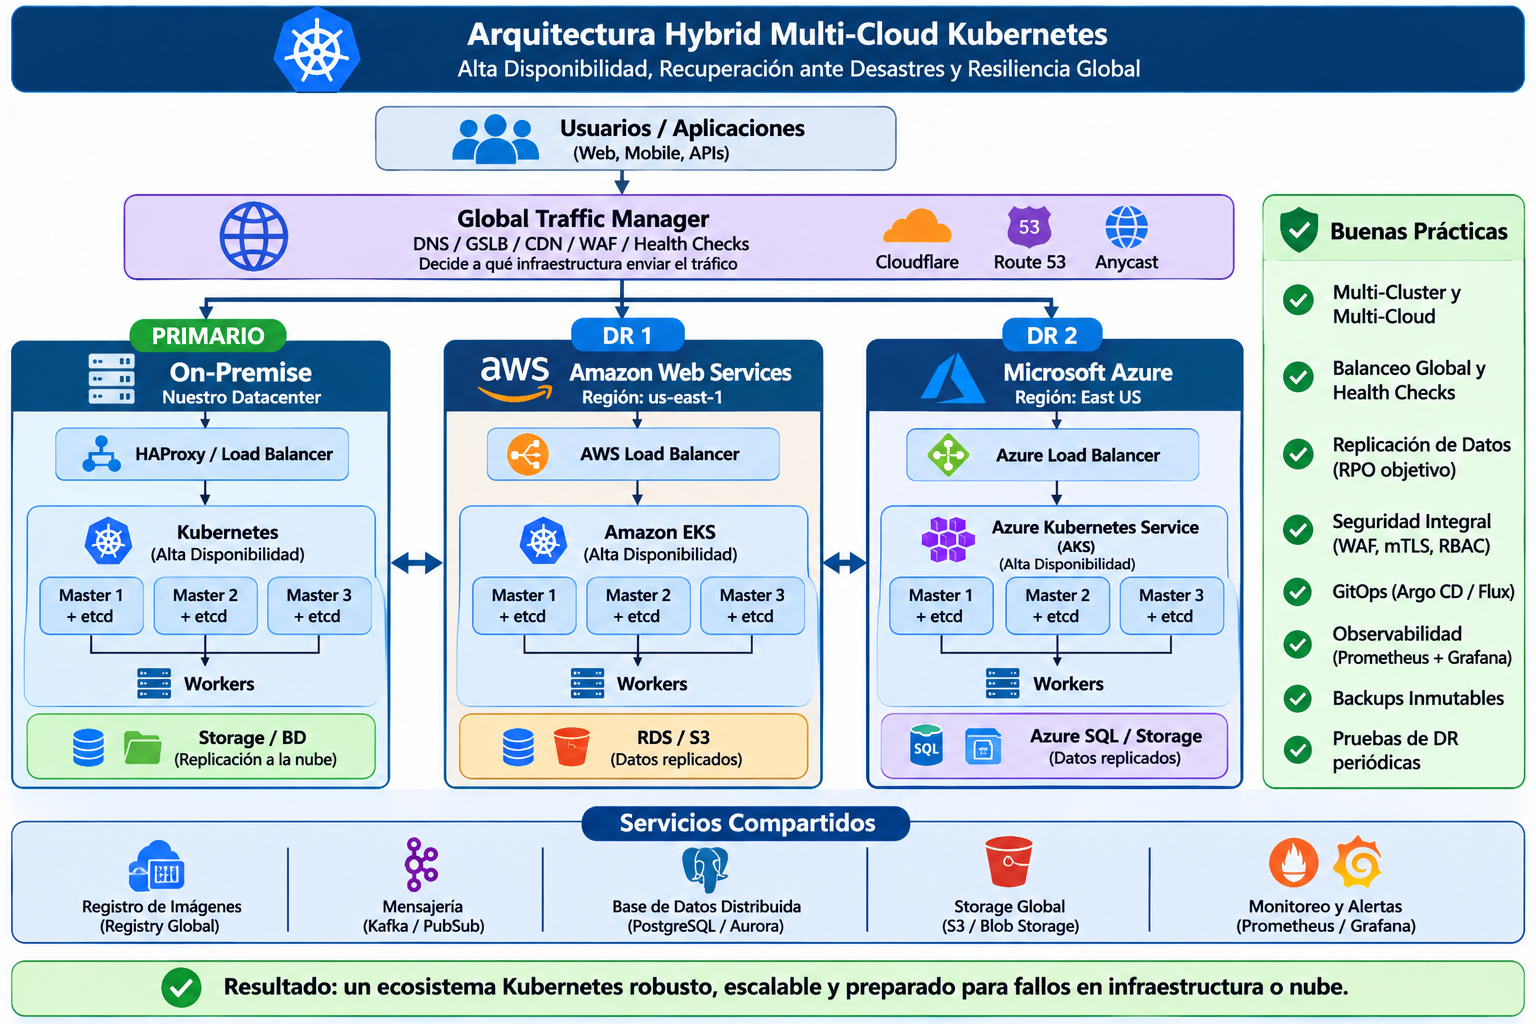 Arquitectura Hybrid Multi-Cloud Kubernetes
Alta Disponibilidad, Recuperación ante Desastres y Resiliencia Global
Usuarios / Aplicaciones
(Web, Mobile, APIs)
Global Traffic Manager
DNS / GSLB / CDN / WAF / Health Checks
Decide a qué infraestructura enviar el tráfico
Cloudflare
53
Route 53
Anycast
PRIMARIO
On-Premise
Nuestro Datacenter
HAProxy / Load Balancer
Kubernetes
(Alta Disponibilidad)
Master 1
+ etcd
Master 2
+ etcd
Master 3
+ etcd
Workers
Storage / BD
(Replicación a la nube)
DR 1
aws
Amazon Web Services
Región: us-east-1
AWS Load Balancer
Amazon EKS
(Alta Disponibilidad)
Master 1
+ etcd
Master 2
+ etcd
Master 3
+ etcd
Workers
RDS / S3
(Datos replicados)
DR 2
Microsoft Azure
Región: East US
Azure Load Balancer
Azure Kubernetes Service
(AKS)
(Alta Disponibilidad)
Master 1
+ etcd
Master 2
+ etcd
Master 3
+ etcd
Workers
SQL
Azure SQL / Storage
(Datos replicados)
Buenas Prácticas
Multi-Cluster y
Multi-Cloud
Balanceo Global y
Health Checks
Replicación de Datos
(RPO objetivo)
Seguridad Integral
(WAF, mTLS, RBAC)
GitOps (Argo CD / Flux)
Observabilidad
(Prometheus + Grafana)
Backups Inmutables
Pruebas de DR
periódicas
Servicios Compartidos
Registro de Imágenes
(Registry Global)
Mensajería
(Kafka / PubSub)
Base de Datos Distribuida
(PostgreSQL / Aurora)
Storage Global
(S3 / Blob Storage)
Monitoreo y Alertas
(Prometheus / Grafana)
Resultado: un ecosistema Kubernetes robusto, escalable y preparado para fallos en infraestructura o nube.